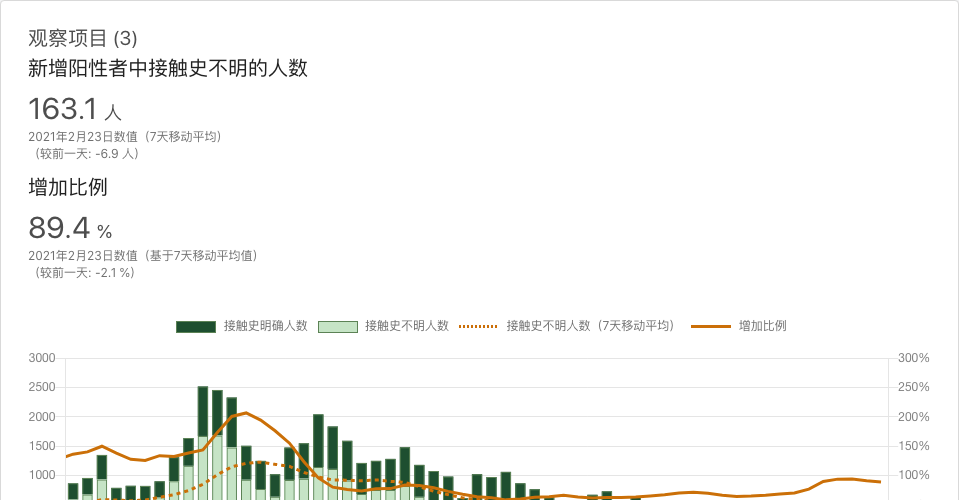 观察项目 (3)
新增阳性者中接触史不明的人数
163.1 人
2021年2月23日数值（7天移动平均）
（较前一天: -6.9 人）
增加比例
89.4 %
2021年2月23日数值（基于7天移动平均值）
（较前一天: -2.1 %）
接触史明确人数 接触史不明人数 接触史不明人数（7天移动平均） 增加比例
3000 300%
2500 250%
2000 200%
1500 150%
1000 100%